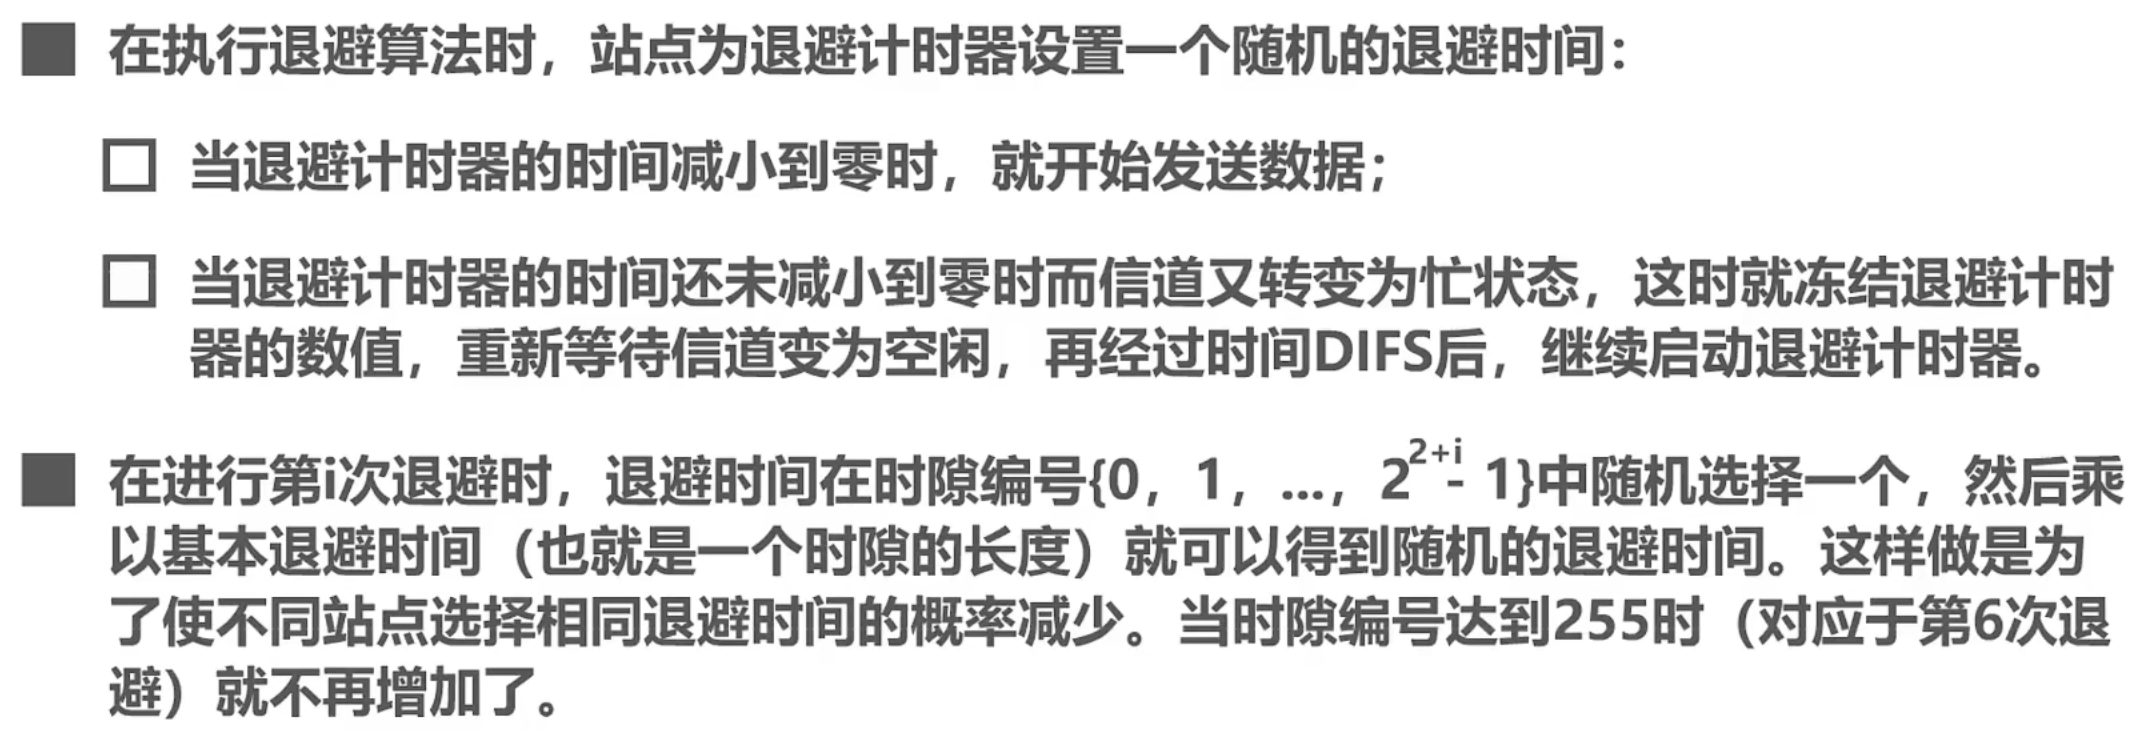 ■ 在执行退避算法时，站点为退避计时器设置一个随机的退避时间：
□ 当退避计时器的时间减小到零时，就开始发送数据；
□ 当退避计时器的时间还未减小到零时而信道又转变为忙状态，这时就冻结退避计时
器的数值，重新等待信道变为空闲，再经过时间DIFS后，继续启动退避计时器。
■ 在进行第i次退避时，退避时间在时隙编号{0，1，...，2²⁺ⁱ- 1}中随机选择一个，然后乘
以基本退避时间（也就是一个时隙的长度）就可以得到随机的退避时间。这样做是为
了使不同站点选择相同退避时间的概率减少。当时隙编号达到255时（对应于第6次退
避）就不再增加了。